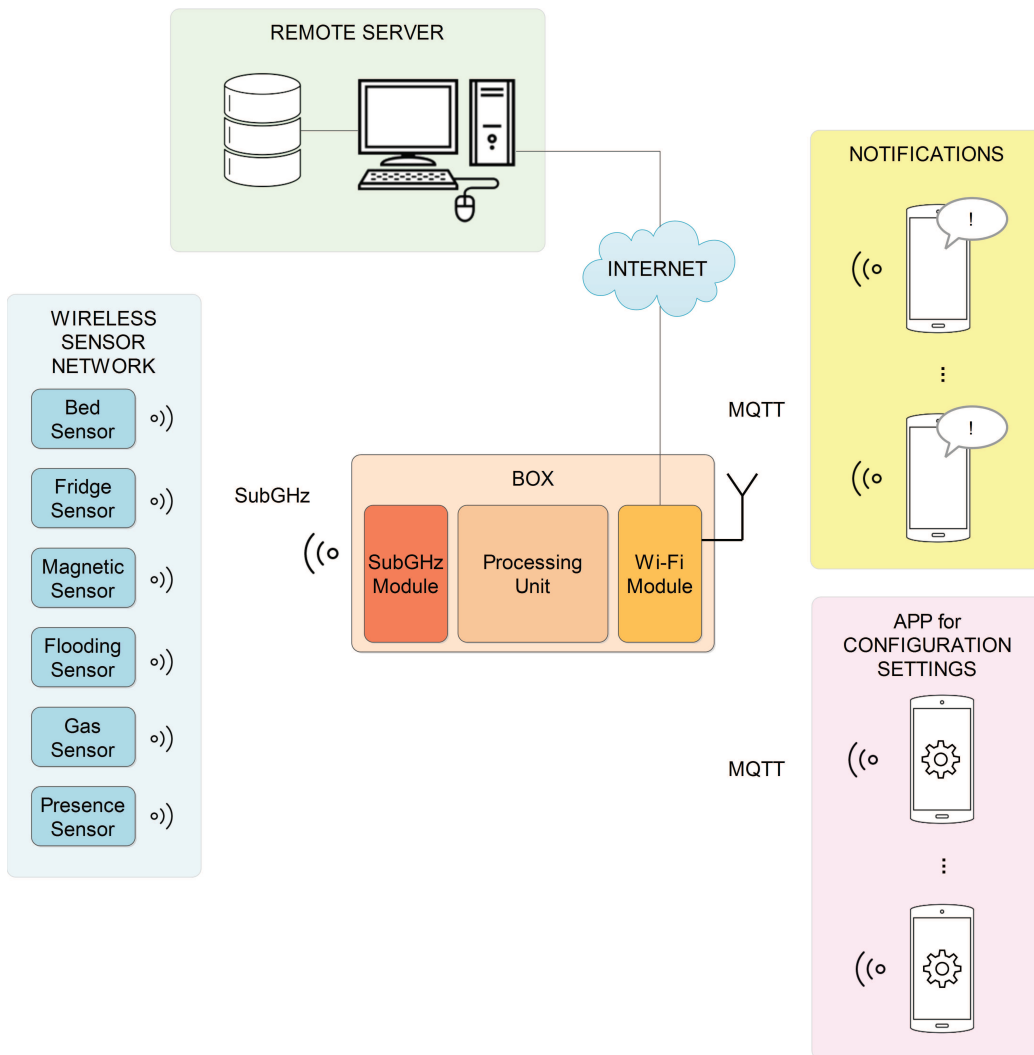 REMOTE SERVER
NOTIFICATIONS
!
INTERNET
WIRELESS
SENSOR
NETWORK
Bed
Sensor
Fridge
Sensor
Magnetic
Sensor
Flooding
Sensor
Gas
Sensor
Presence
Sensor
SubGHz
MQTT
!
BOX
SubGHz
Module
Processing
Unit
Wi-Fi
Module
APP for
CONFIGURATION
SETTINGS
MQTT